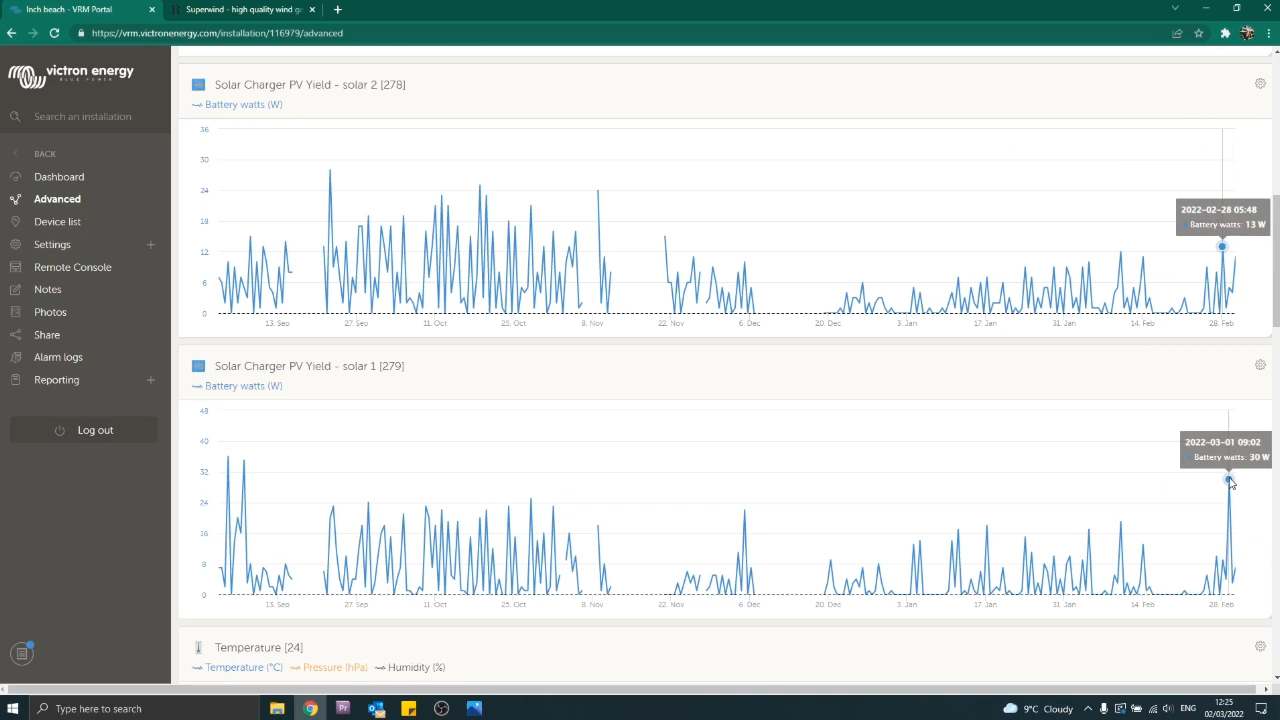 Inch beach - VRM Portal
Superwind - high quality wind ge
https://vrm.victronenergy.com/installation/116979/advanced
victron energy
BLUE POWER
Search an installation
BACK
Dashboard
Advanced
Device list
Settings
Remote Console
Notes
Photos
Share
Alarm logs
Reporting
Log out
Solar Charger PV Yield - solar 2 [278]
Battery watts (W)
36
30
24
18
12
6
0
2022-02-28 05:48
Battery watts: 13 W
13. Sep 27. Sep 11. Oct 25. Oct 8. Nov 22. Nov 6. Dec 20. Dec 3. Jan 17. Jan 31. Jan 14. Feb 28. Feb
Solar Charger PV Yield - solar 1 [279]
Battery watts (W)
48
40
32
24
16
8
0
2022-03-01 09:02
Battery watts: 30 W
13. Sep 27. Sep 11. Oct 25. Oct 8. Nov 22. Nov 6. Dec 20. Dec 3. Jan 17. Jan 31. Jan 14. Feb 28. Feb
Temperature [24]
Temperature (°C) Pressure (hPa) Humidity (%)
Type here to search
Pr
9°C Cloudy
ENG
12:25
02/03/2022